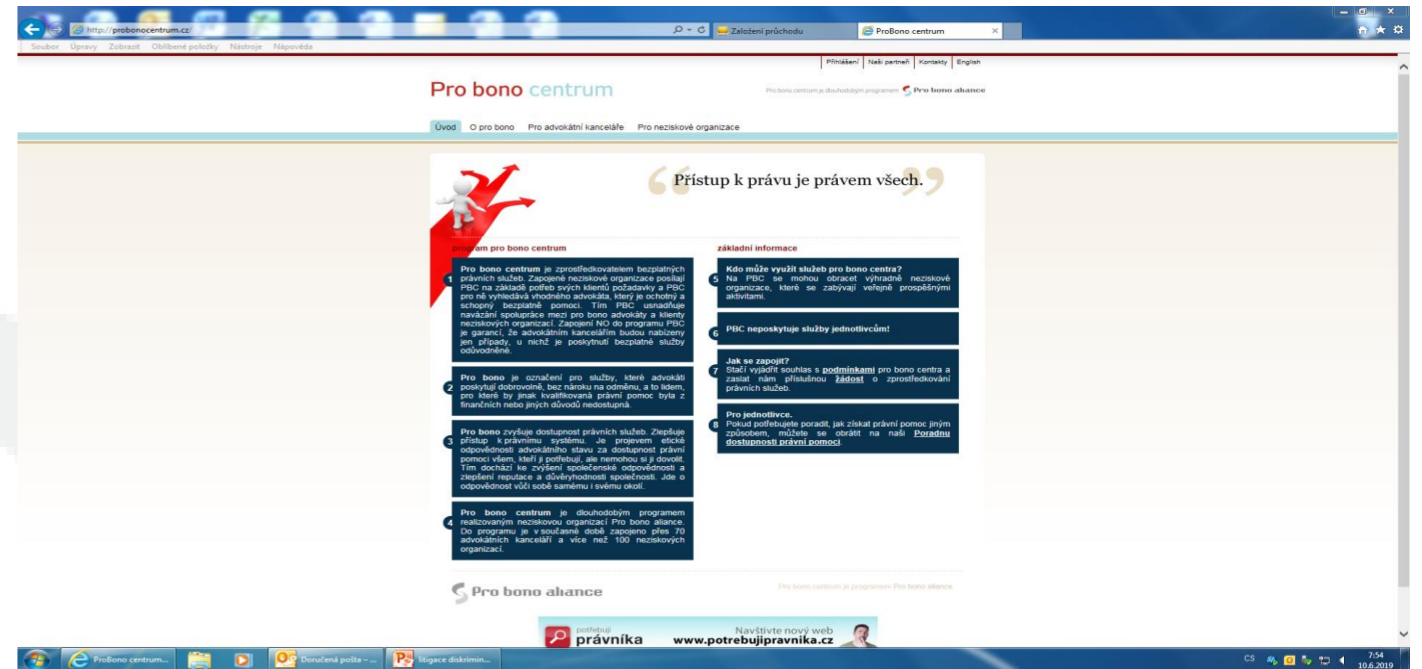 http://probonocentrum.cz/
Založení průchodu
ProBono centrum
Soubor Úpravy Zobrazit Oblíbené položky Nástroje Nápověda
Přihlášení Naši partneři Kontakty English
Pro bono centrum
Pro bono centrum je dlouhodobým programem Pro bono aliance
Úvod O pro bono Pro advokátní kanceláře Pro neziskové organizace
“Přístup k právu je právem všech.”
program pro bono centrum
1 Pro bono centrum je zprostředkovatelem bezplatných
právních služeb. Zapojené neziskové organizace posílají
PBC na základě potřeb svých klientů požadavky a PBC
pro ně vyhledává vhodného advokáta, který je ochotný a
schopný bezplatně pomoci. Tím PBC usnadňuje
navázání spolupráce mezi pro bono advokáty a klienty
neziskových organizací. Zapojení NO do programu PBC
je garancí, že advokátním kancelářím budou nabízeny
jen případy, u nichž je poskytnutí bezplatné služby
odůvodněné.
2 Pro bono je označení pro služby, které advokáti
poskytují dobrovolně, bez nároku na odměnu, a to lidem,
pro které by jinak kvalifikovaná právní pomoc byla z
finančních nebo jiných důvodů nedostupná.
3 Pro bono zvyšuje dostupnost právních služeb. Zlepšuje
přístup k právnímu systému. Je projevem etické
odpovědnosti advokátního stavu za dostupnost právní
pomoci všem, kteří ji potřebují, ale nemohou si ji dovolit.
Tím dochází ke zvýšení společenské odpovědnosti a
zlepšení reputace a důvěryhodnosti společnosti. Jde o
odpovědnost vůči sobě samému i svému okolí.
4 Pro bono centrum je dlouhodobým programem
realizovaným neziskovou organizací Pro bono aliance.
Do programu je v současné době zapojeno přes 70
advokátních kanceláří a více než 100 neziskových
organizací.
základní informace
5 Kdo může využít služeb pro bono centra?
Na PBC se mohou obracet výhradně neziskové
organizace, které se zabývají veřejně prospěšnými
aktivitami.
6 PBC neposkytuje služby jednotlivcům!
7 Jak se zapojit?
Stačí vyjádřit souhlas s podmínkami pro bono centra a
zaslat nám příslušnou žádost o zprostředkování
právních služeb.
8 Pro jednotlivce.
Pokud potřebujete poradit, jak získat právní pomoc jiným
způsobem, můžete se obrátit na naši Poradnu
dostupnosti právní pomoci.
Pro bono aliance
Pro bono centrum je programem Pro bono aliance.
potřebuji
právníka
Navštivte nový web
www.potrebujipravnika.cz
ProBono centrum...
Doručená pošta – ...
litigace diskrimin...
CS
7:54
10.6.2019